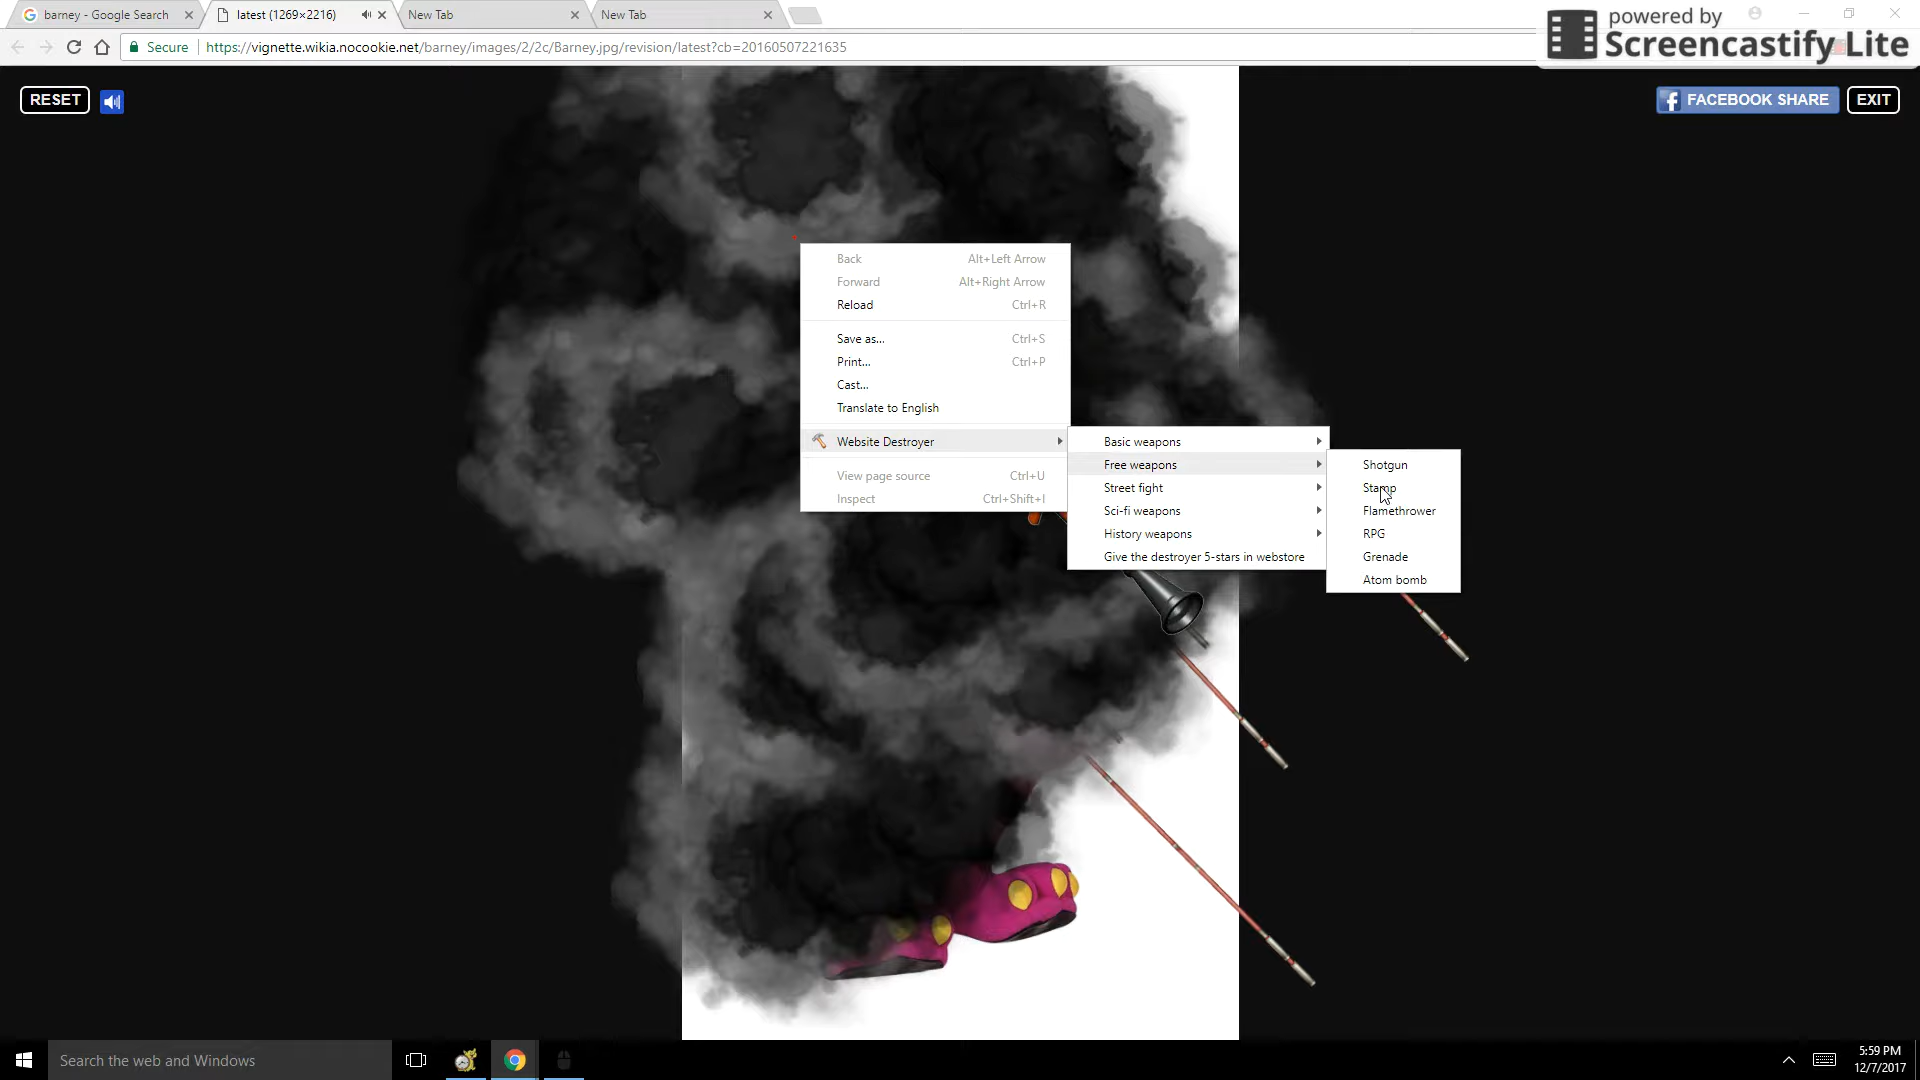 barney - Google Search
latest (1269×2216)
New Tab
New Tab
powered by
Screencastify Lite
Secure
https://vignette.wikia.nocookie.net/barney/images/2/2c/Barney.jpg/revision/latest?cb=20160507221635
RESET
FACEBOOK SHARE
EXIT
Back Alt+Left Arrow
Forward Alt+Right Arrow
Reload Ctrl+R
Save as... Ctrl+S
Print... Ctrl+P
Cast...
Translate to English
Website Destroyer
View page source Ctrl+U
Inspect Ctrl+Shift+I
Basic weapons
Free weapons
Street fight
Sci-fi weapons
History weapons
Give the destroyer 5-stars in webstore
Shotgun
Stamp
Flamethrower
RPG
Grenade
Atom bomb
Search the web and Windows
5:59 PM
12/7/2017